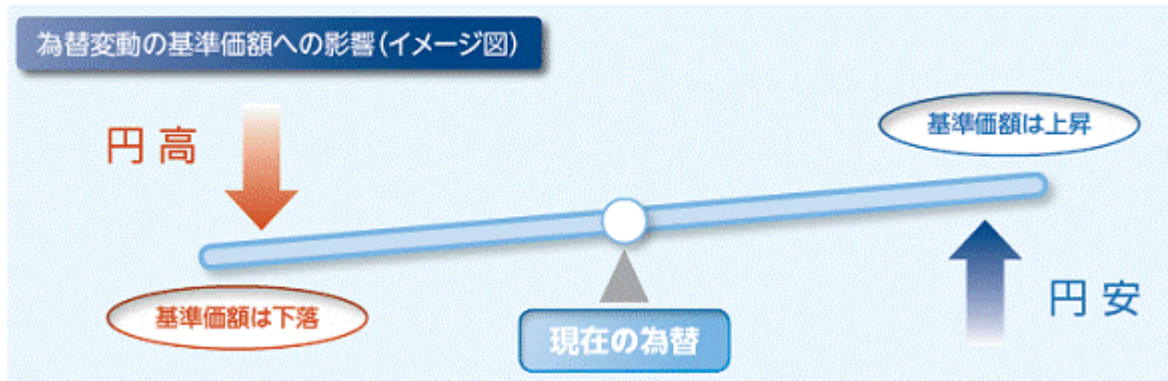 為替変動の基準価額への影響(イメージ図)
円高
基準価額は上昇
基準価額は下落
円安
現在の為替